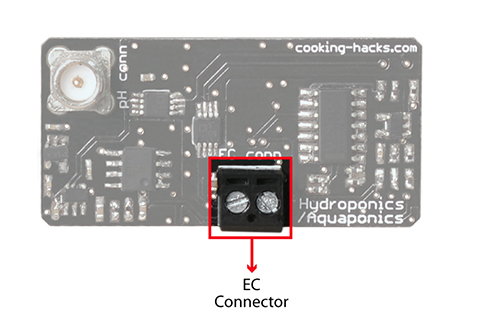 cooking-hacks.com
pH conn
EC conn
Hydroponics
/Aquaponics
EC
Connector